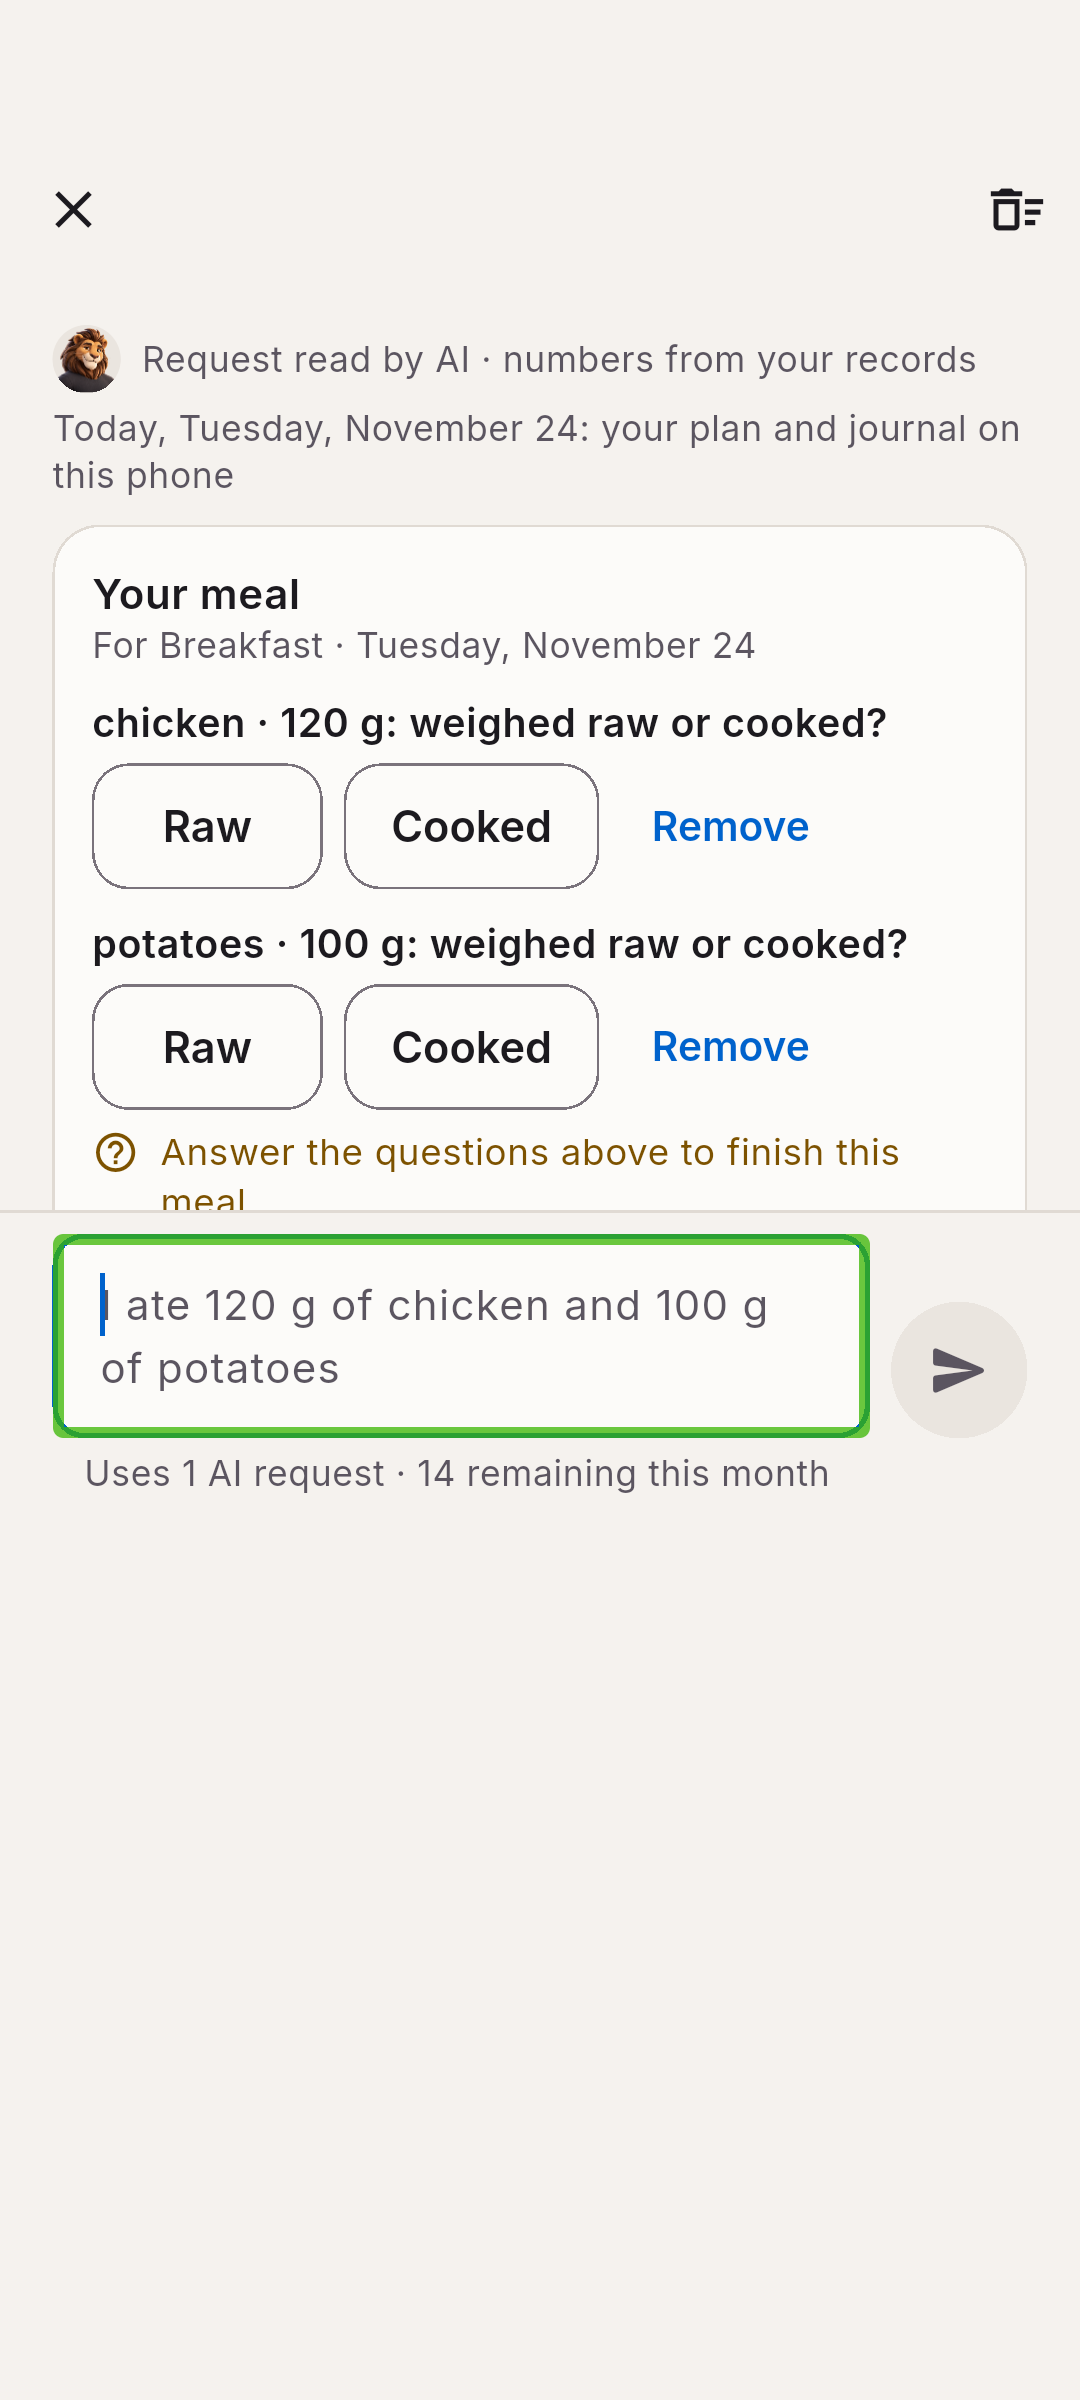 Request read by AI · numbers from your records
Today, Tuesday, November 24: your plan and journal on
this phone
Your meal
For Breakfast · Tuesday, November 24
chicken · 120 g: weighed raw or cooked?
Raw Cooked Remove
potatoes · 100 g: weighed raw or cooked?
Raw Cooked Remove
Answer the questions above to finish this
meal
I ate 120 g of chicken and 100 g
of potatoes
Uses 1 AI request · 14 remaining this month